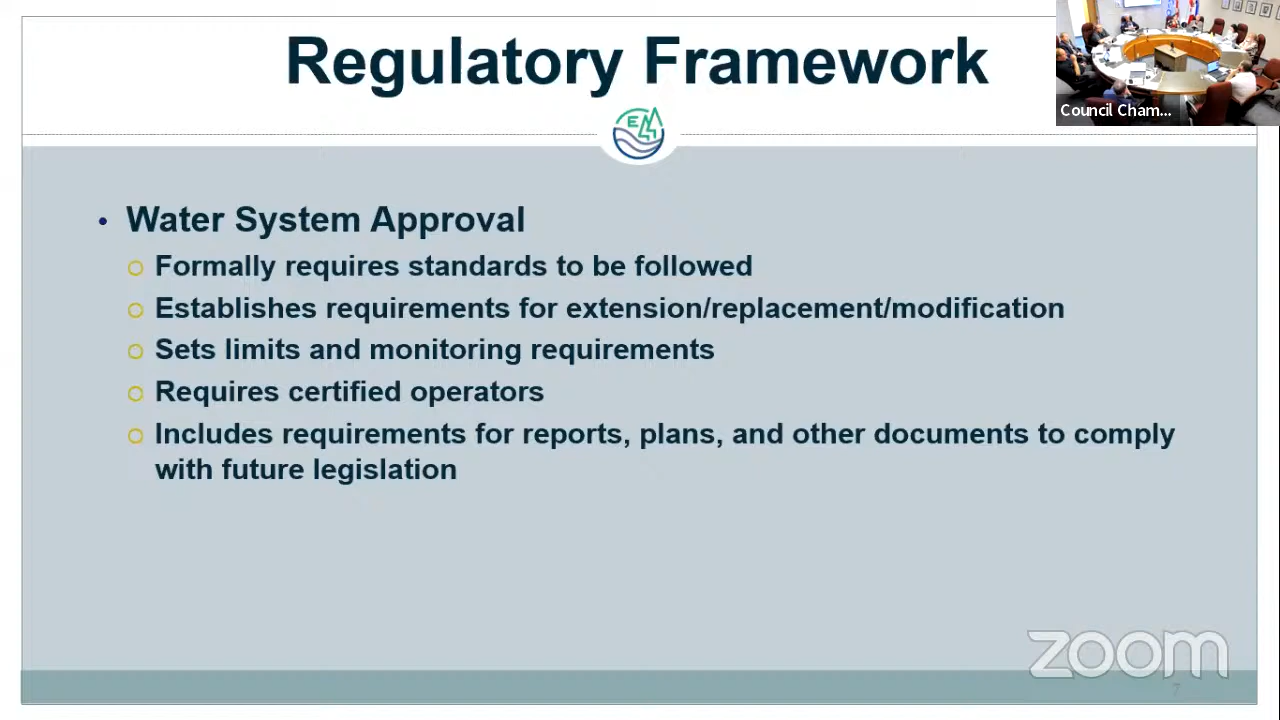 Regulatory Framework
Council Cham...
• Water System Approval
Formally requires standards to be followed
Establishes requirements for extension/replacement/modification
Sets limits and monitoring requirements
Requires certified operators
Includes requirements for reports, plans, and other documents to comply
with future legislation
zoom
7